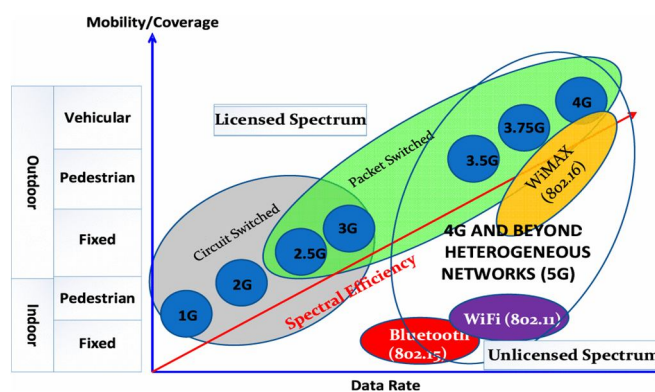 Mobility/Coverage
Outdoor
Vehicular
Pedestrian
Fixed
Indoor
Pedestrian
Fixed
Licensed Spectrum
Circuit Switched
Packet Switched
1G
2G
2.5G
3G
3.5G
3.75G
4G
WiMAX
(802.16)
Spectral Efficiency
4G AND BEYOND
HETEROGENEOUS
NETWORKS (5G)
WiFi (802.11)
Bluetooth
(802.15)
Unlicensed Spectrum
Data Rate